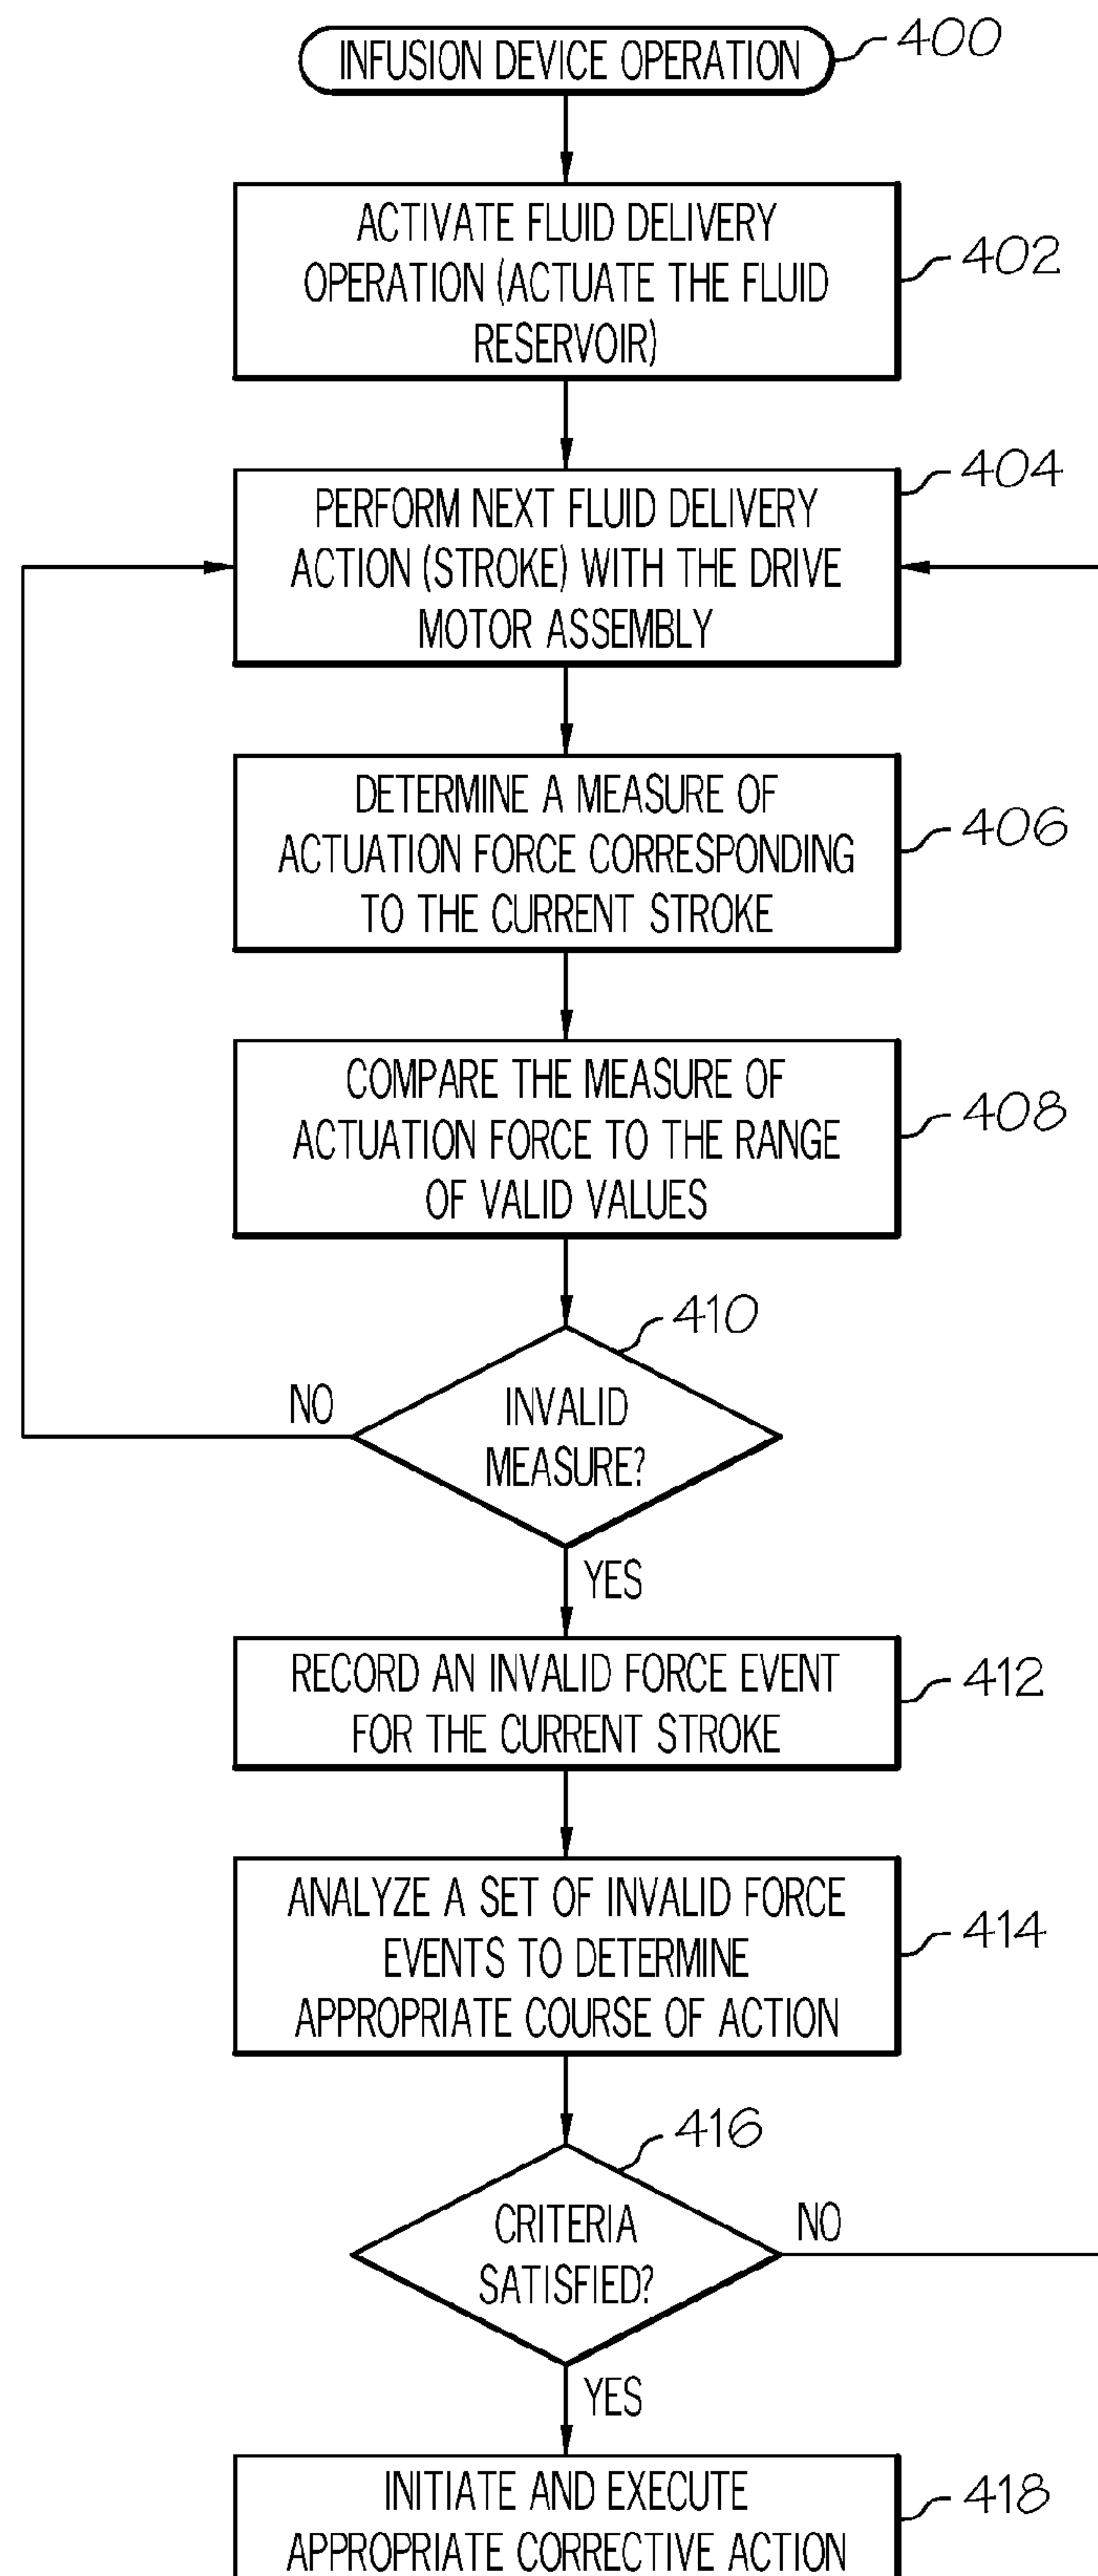 INFUSION DEVICE OPERATION
400
ACTIVATE FLUID DELIVERY
OPERATION (ACTUATE THE FLUID
RESERVOIR)
402
PERFORM NEXT FLUID DELIVERY
ACTION (STROKE) WITH THE DRIVE
MOTOR ASSEMBLY
404
DETERMINE A MEASURE OF
ACTUATION FORCE CORRESPONDING
TO THE CURRENT STROKE
406
COMPARE THE MEASURE OF
ACTUATION FORCE TO THE RANGE
OF VALID VALUES
408
410
INVALID
MEASURE?
NO
YES
RECORD AN INVALID FORCE EVENT
FOR THE CURRENT STROKE
412
ANALYZE A SET OF INVALID FORCE
EVENTS TO DETERMINE
APPROPRIATE COURSE OF ACTION
414
416
CRITERIA
SATISFIED?
NO
YES
INITIATE AND EXECUTE
APPROPRIATE CORRECTIVE ACTION
418